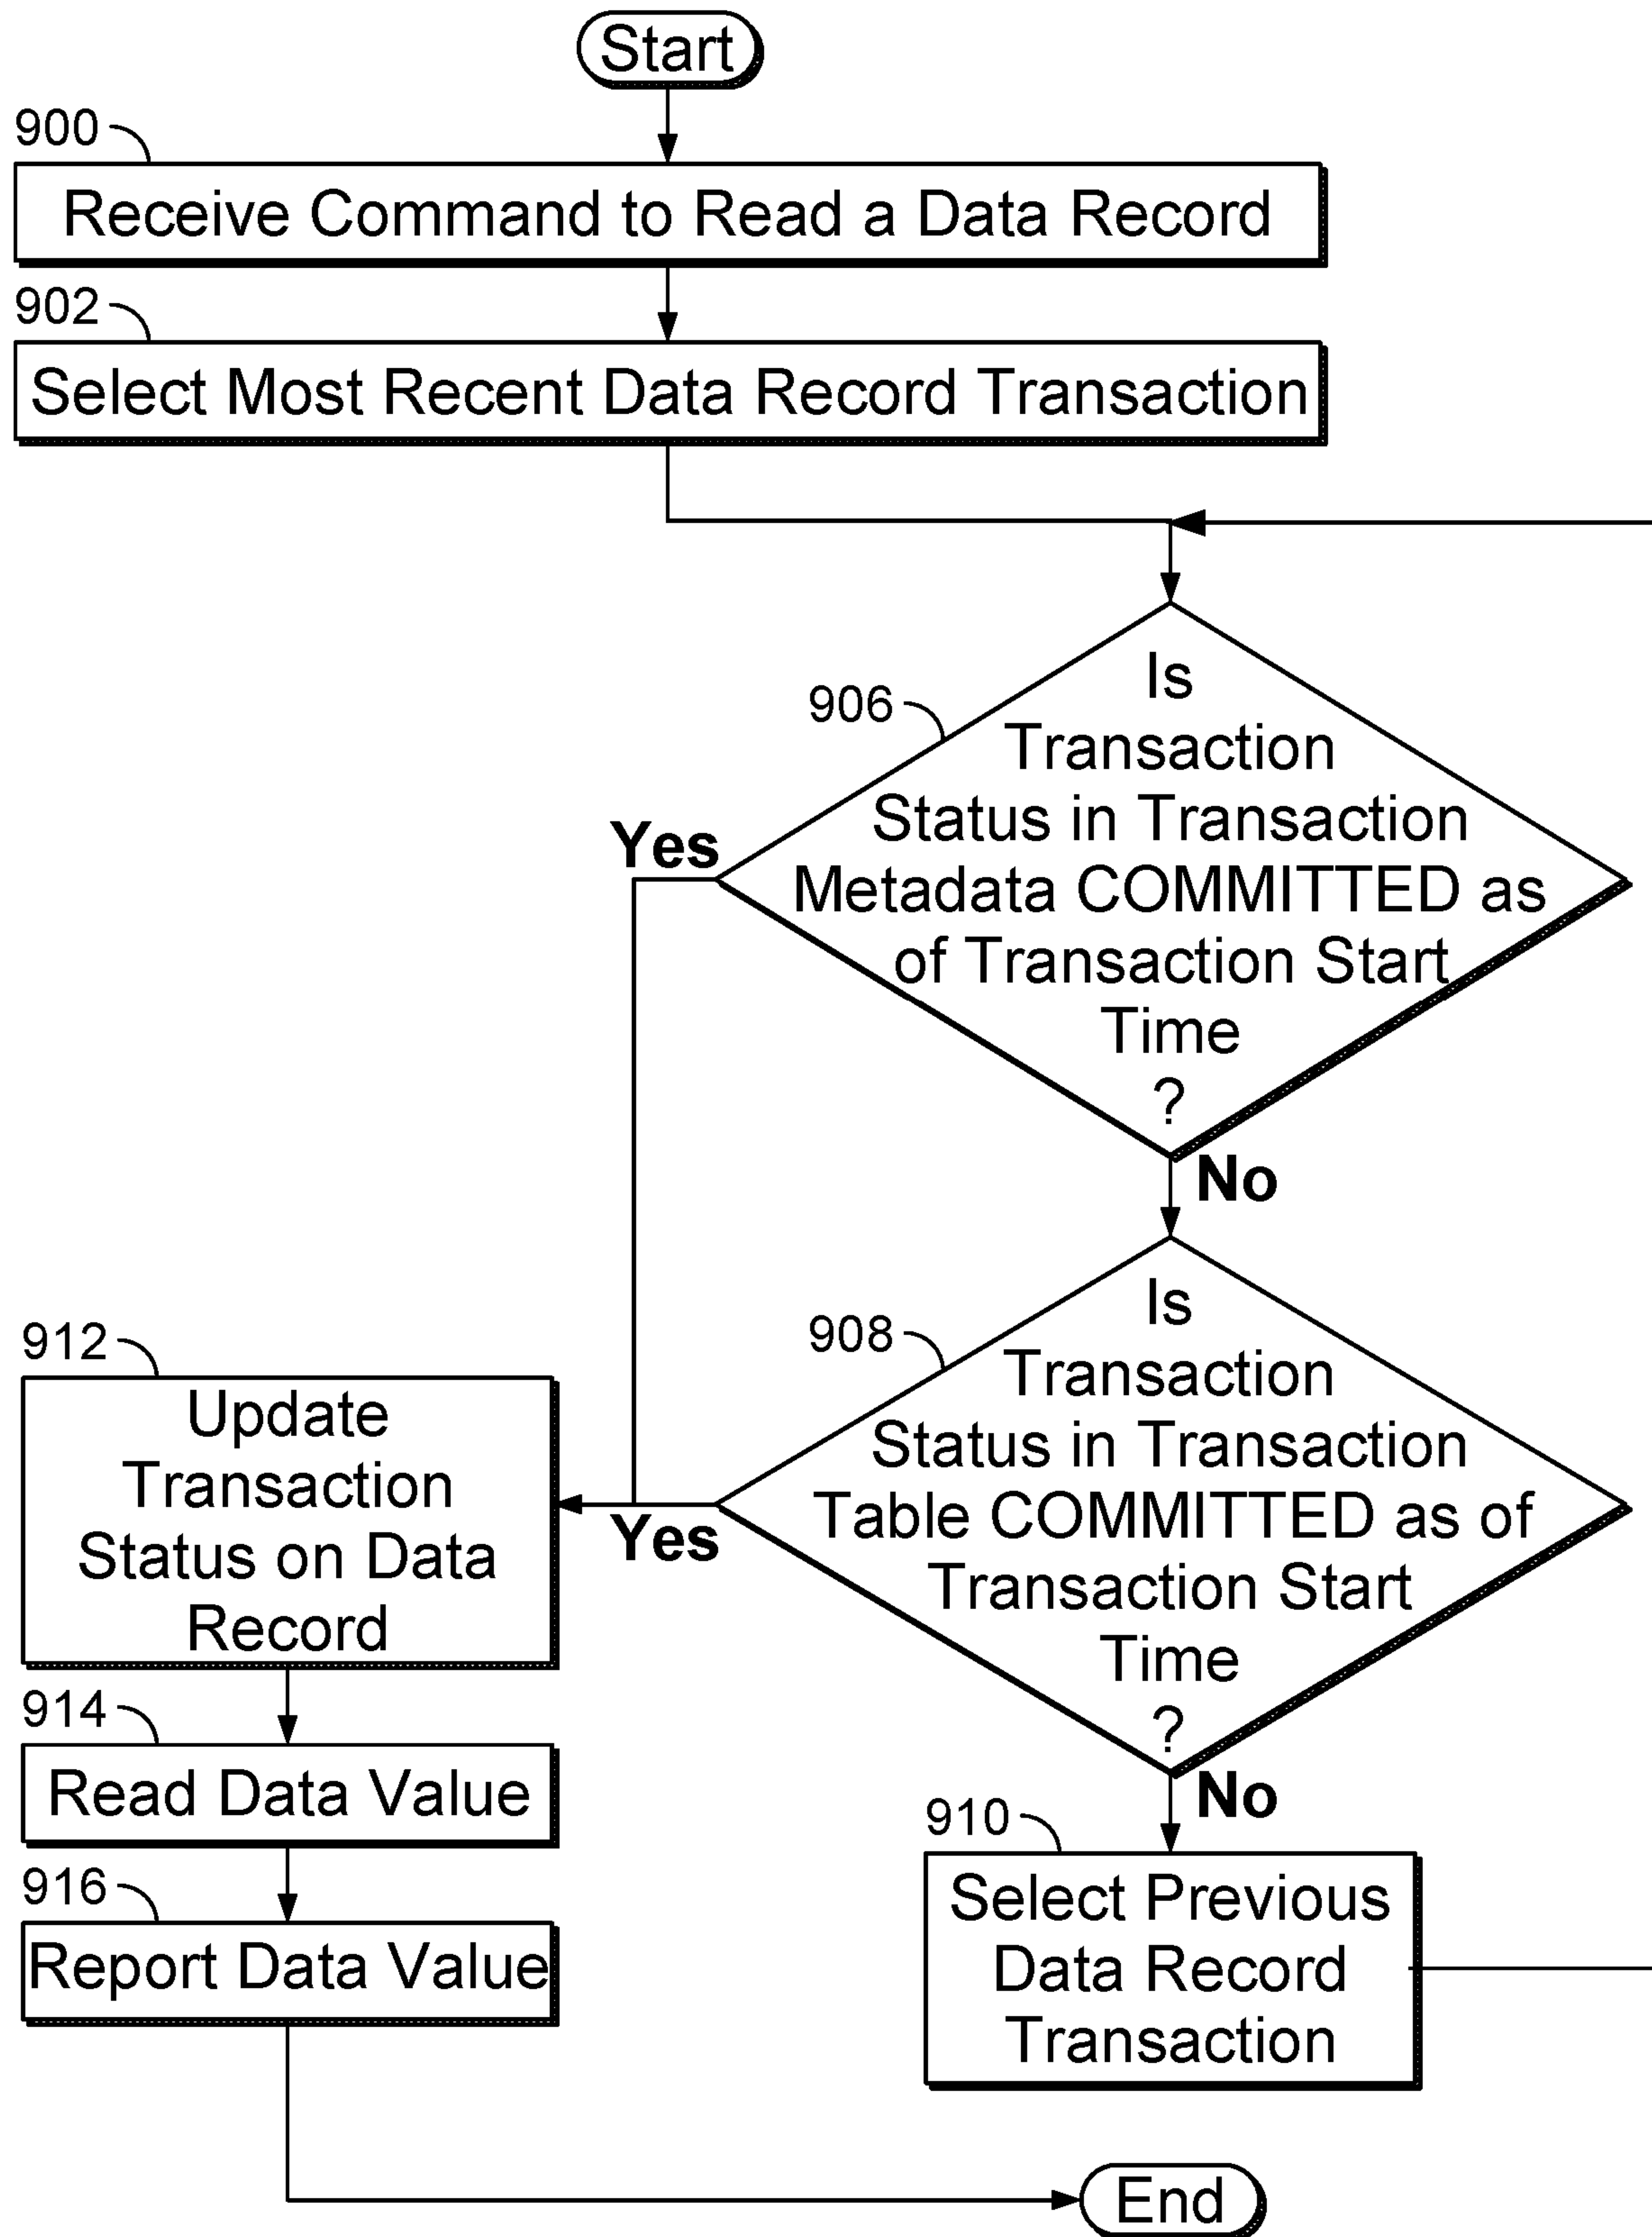 Start
900
Receive Command to Read a Data Record
902
Select Most Recent Data Record Transaction
906
Is
Transaction
Status in Transaction
Metadata COMMITTED as
of Transaction Start
Time
?
Yes
No
908
Is
Transaction
Status in Transaction
Table COMMITTED as of
Transaction Start
Time
?
Yes
No
912
Update
Transaction
Status on Data
Record
914
Read Data Value
916
Report Data Value
910
Select Previous
Data Record
Transaction
End